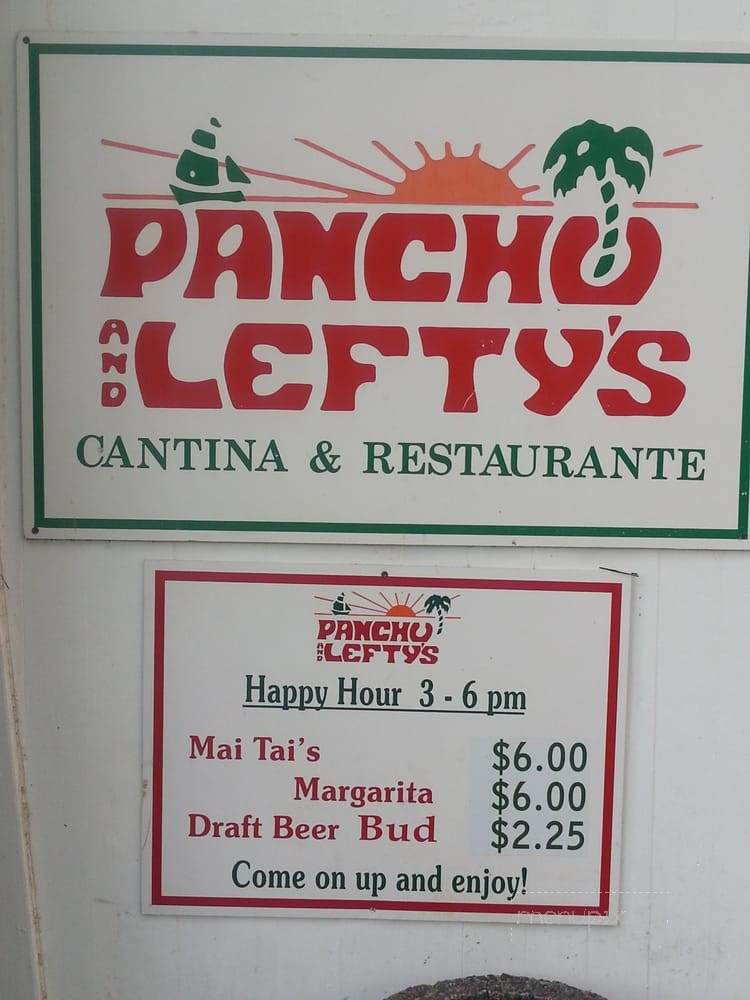 PANCHO
AND LEFTY'S
CANTINA & RESTAURANTE
PANCHO
AND LEFTY'S
Happy Hour 3 - 6 pm
Mai Tai's $6.00
Margarita $6.00
Draft Beer Bud $2.25
Come on up and enjoy!